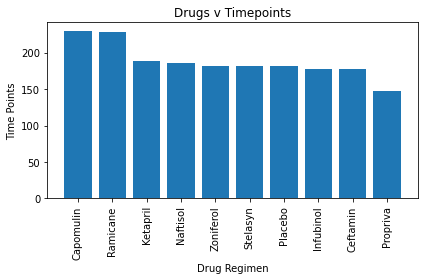 Drugs v Timepoints
Time Points
200
150
100
50
0
Capomulin
Ramicane
Ketapril
Naftisol
Zoniferol
Stelasyn
Placebo
Infubinol
Ceftamin
Propriva
Drug Regimen